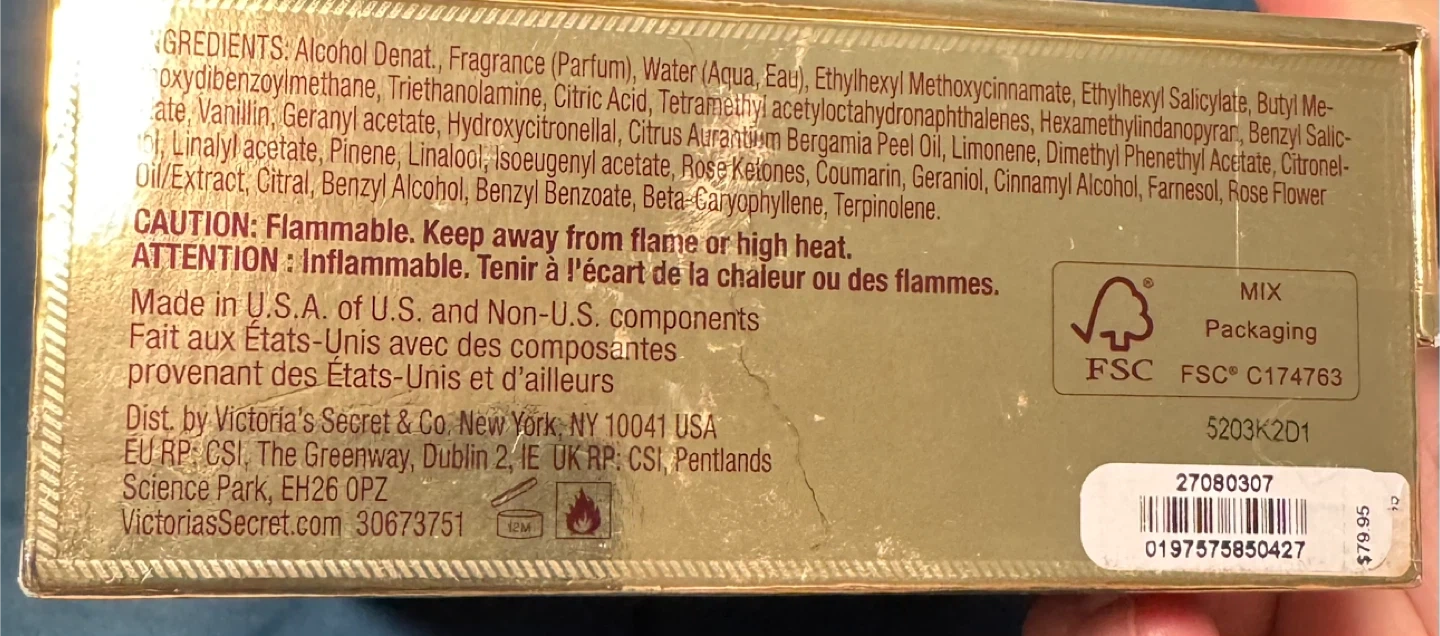 GREDIENTS: Alcohol Denat., Fragrance (Parfum), Water (Aqua, Eau), Ethylhexyl Methoxycinnamate, Ethylhexyl Salicylate, Butyl Me-
oxydibenzoylmethane, Triethanolamine, Citric Acid, Tetramethyl acetyloctahydronaphthalenes, Hexamethylindanopyran, Benzyl Salic-
ate, Vanillin, Geranyl acetate, Hydroxycitronellal, Citrus Aurantium Bergamia Peel Oil, Limonene, Dimethyl Phenethyl Acetate, Citronel-
ol, Linalyl acetate, Pinene, Linalool, Isoeugenyl acetate, Rose Ketones, Coumarin, Geraniol, Cinnamyl Alcohol, Farnesol, Rose Flower
Oil/Extract, Citral, Benzyl Alcohol, Benzyl Benzoate, Beta-Caryophyllene, Terpinolene.
CAUTION: Flammable. Keep away from flame or high heat.
ATTENTION : Inflammable. Tenir à l'écart de la chaleur ou des flammes.
Made in U.S.A. of U.S. and Non-U.S. components
Fait aux États-Unis avec des composantes
provenant des États-Unis et d'ailleurs
Dist. by Victoria's Secret & Co, New York, NY 10041 USA
EU RP: CSI, The Greenway, Dublin 2, IE UK RP: CSI, Pentlands
Science Park, EH26 0PZ
VictoriasSecret.com 30673751
12M
FSC®
MIX
Packaging
FSC® C174763
5203K2D1
27080307
0197575850427
$79.95